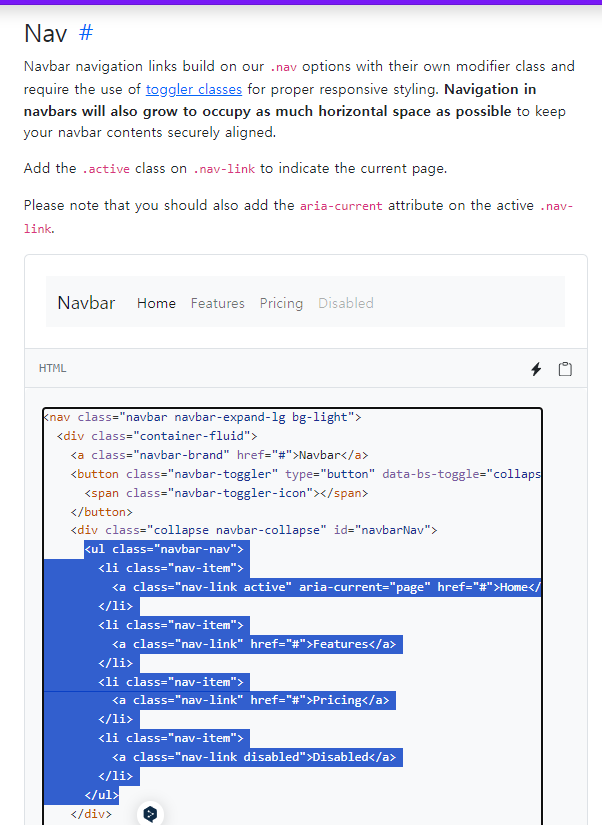 Nav #
Navbar navigation links build on our .nav options with their own modifier class and
require the use of toggler classes for proper responsive styling. Navigation in
navbars will also grow to occupy as much horizontal space as possible to keep
your navbar contents securely aligned.
Add the .active class on .nav-link to indicate the current page.
Please note that you should also add the aria-current attribute on the active .nav-
link.
Navbar Home Features Pricing Disabled
HTML
<nav class="navbar navbar-expand-lg bg-light">
<div class="container-fluid">
<a class="navbar-brand" href="#">Navbar</a>
<button class="navbar-toggler" type="button" data-bs-toggle="collaps
<span class="navbar-toggler-icon"></span>
</button>
<div class="collapse navbar-collapse" id="navbarNav">
<ul class="navbar-nav">
<li class="nav-item">
<a class="nav-link active" aria-current="page" href="#">Home</
</li>
<li class="nav-item">
<a class="nav-link" href="#">Features</a>
</li>
<li class="nav-item">
<a class="nav-link" href="#">Pricing</a>
</li>
<li class="nav-item">
<a class="nav-link disabled">Disabled</a>
</li>
</ul>
</div>